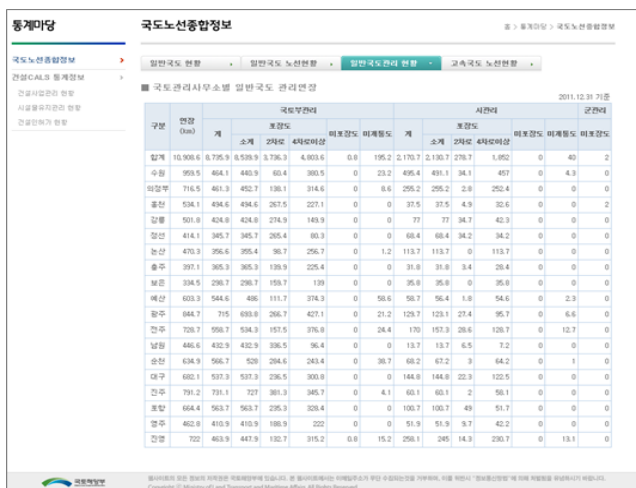 통계마당
국도노선종합정보
홈 > 통계마당 > 국도노선종합정보
국도노선종합정보
건설CALS 통계정보
건설사업관리 현황
시설물유지관리 현황
건설인허가 현황
일반국도 현황
일반국도 노선현황
일반국도관리 현황
고속국도 노선현황
국토관리사무소별 일반국도 관리연장
2011.12.31 기준
구분 연장 (km) 국토부관리 시관리 군관리
계 포장도 미포장도 미개통도 계 포장도 미포장도 미개통도 미포장도
소계 2차로 4차로이상 소계 2차로 4차로이상
합계 10,908.6 8,735.9 8,539.9 3,736.3 4,803.6 0.8 195.2 2,170.7 2,130.7 278.7 1,852 0 40 2
수원 959.5 464.1 440.9 60.4 380.5 0 23.2 495.4 491.1 34.1 457 0 4.3 0
의정부 716.5 461.3 452.7 138.1 314.6 0 8.6 255.2 255.2 2.8 252.4 0 0 0
홍천 534.1 494.6 494.6 267.5 227.1 0 0 37.5 37.5 4.9 32.6 0 0 2
강릉 501.8 424.8 424.8 274.9 149.9 0 0 77 77 34.7 42.3 0 0 0
정선 414.1 345.7 345.7 265.4 80.3 0 0 68.4 68.4 34.2 34.2 0 0 0
논산 470.3 356.6 355.4 98.7 256.7 0 1.2 113.7 113.7 0 113.7 0 0 0
충주 397.1 365.3 365.3 139.9 225.4 0 0 31.8 31.8 3.4 28.4 0 0 0
보은 334.5 298.7 298.7 159.7 139 0 0 35.8 35.8 0 35.8 0 0 0
예산 603.3 544.6 486 111.7 374.3 0 58.6 58.7 56.4 1.8 54.6 0 2.3 0
광주 844.7 715 693.8 266.7 427.1 0 21.2 129.7 123.1 27.4 95.7 0 6.6 0
전주 728.7 558.7 534.3 157.5 376.8 0 24.4 170 157.3 28.6 128.7 0 12.7 0
남원 446.6 432.9 432.9 336.5 96.4 0 0 13.7 13.7 6.5 7.2 0 0 0
순천 634.9 566.7 528 284.6 243.4 0 38.7 68.2 67.2 3 64.2 0 1 0
대구 682.1 537.3 537.3 236.5 300.8 0 0 144.8 144.8 22.3 122.5 0 0 0
진주 791.2 731.1 727 381.3 345.7 0 4.1 60.1 60.1 2 58.1 0 0 0
포항 664.4 563.7 563.7 235.3 328.4 0 0 100.7 100.7 49 51.7 0 0 0
영주 462.8 410.9 410.9 188.9 222 0 0 51.9 51.9 9.7 42.2 0 0 0
진영 722 463.9 447.9 132.7 315.2 0.8 15.2 258.1 245 14.3 230.7 0 13.1 0
국토해양부